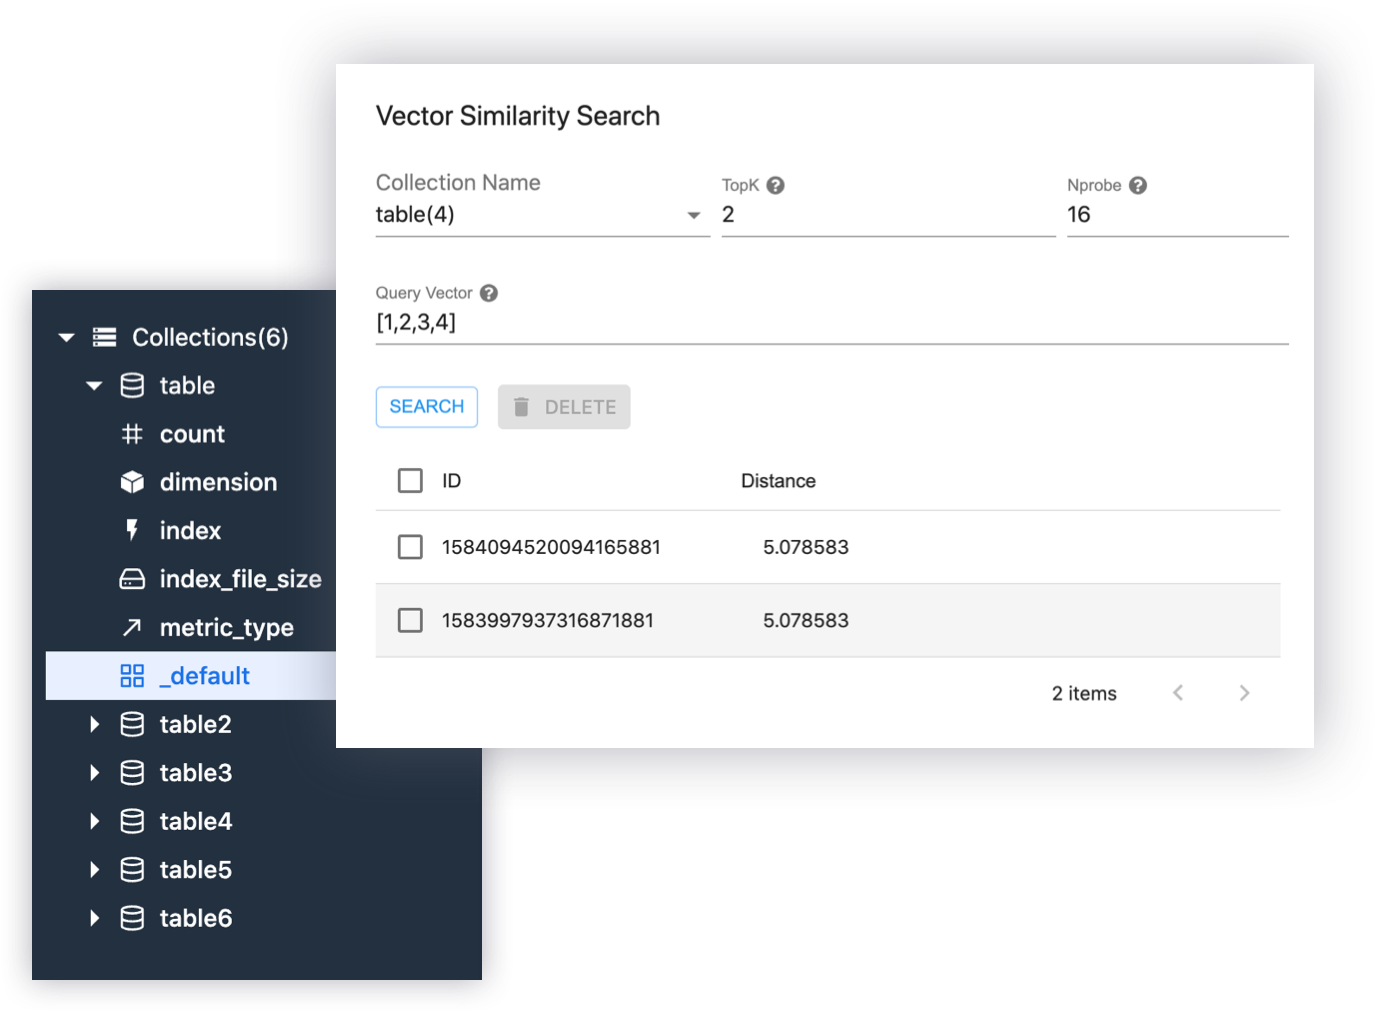 Vector Similarity Search
Collection Name
table(4)
TopK
2
Nprobe
16
Query Vector
[1,2,3,4]
SEARCH
DELETE
ID Distance
1584094520094165881 5.078583
1583997937316871881 5.078583
2 items
Collections(6)
table
count
dimension
index
index_file_size
metric_type
_default
table2
table3
table4
table5
table6